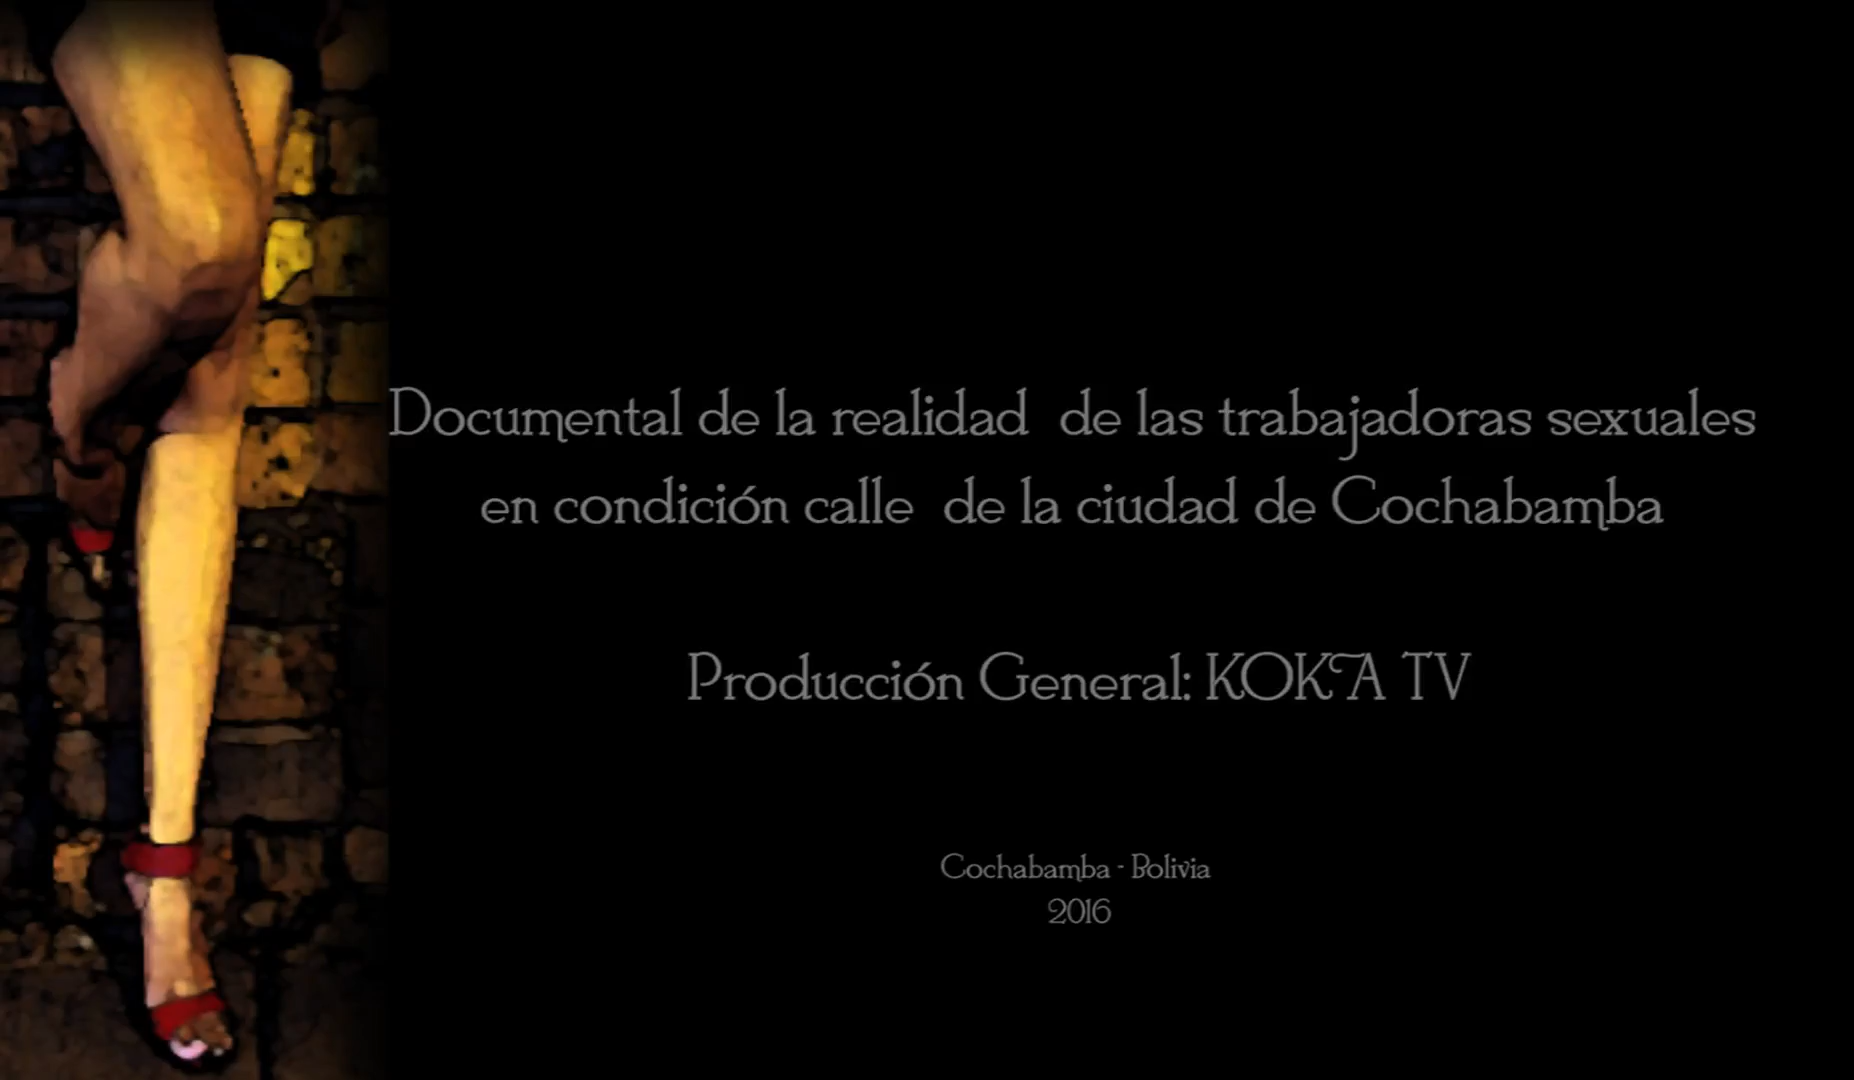 Documental de la realidad  de las trabajadoras sexuales
en condición calle  de la ciudad de Cochabamba
Producción General: KOKA TV
Cochabamba - Bolivia
2016